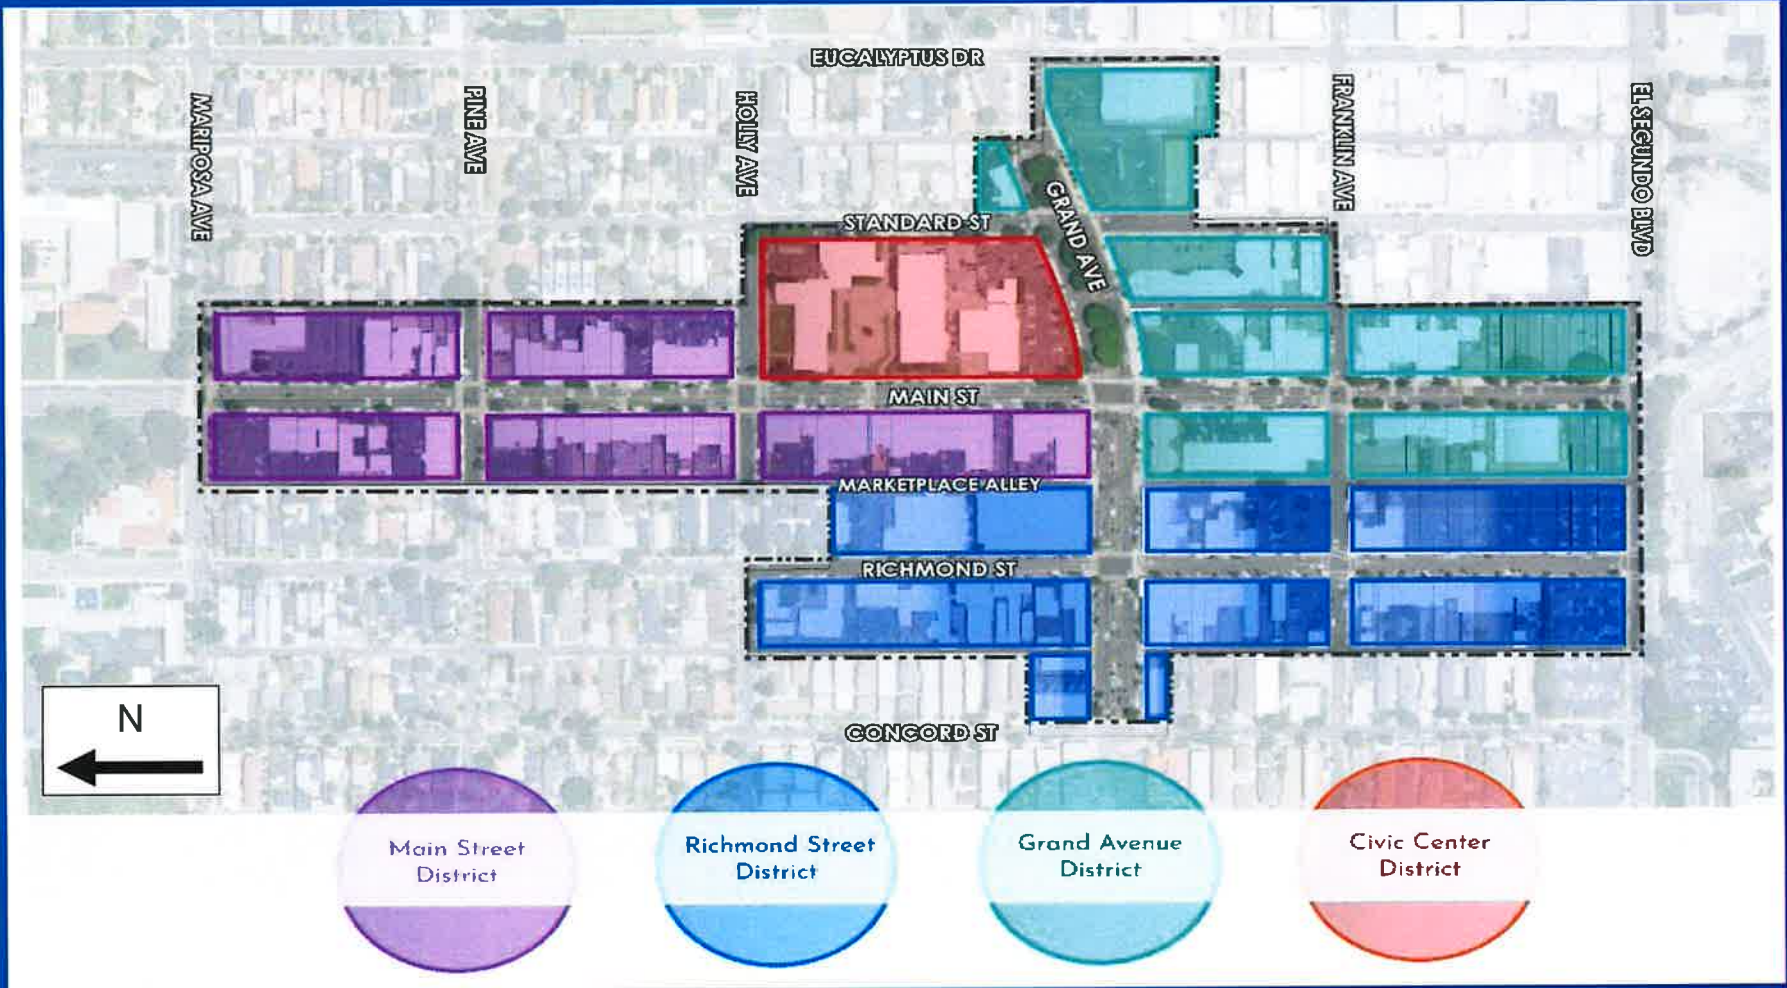 EUCALYPTUS DR
MARIPOSA AVE
PINE AVE
HOLLY AVE
FRANKLIN AVE
EL SEGUNDO BLVD
GRAND AVE
STANDARD ST
MAIN ST
MARKETPLACE ALLEY
RICHMOND ST
CONCORD ST
N
Main Street
District
Richmond Street
District
Grand Avenue
District
Civic Center
District